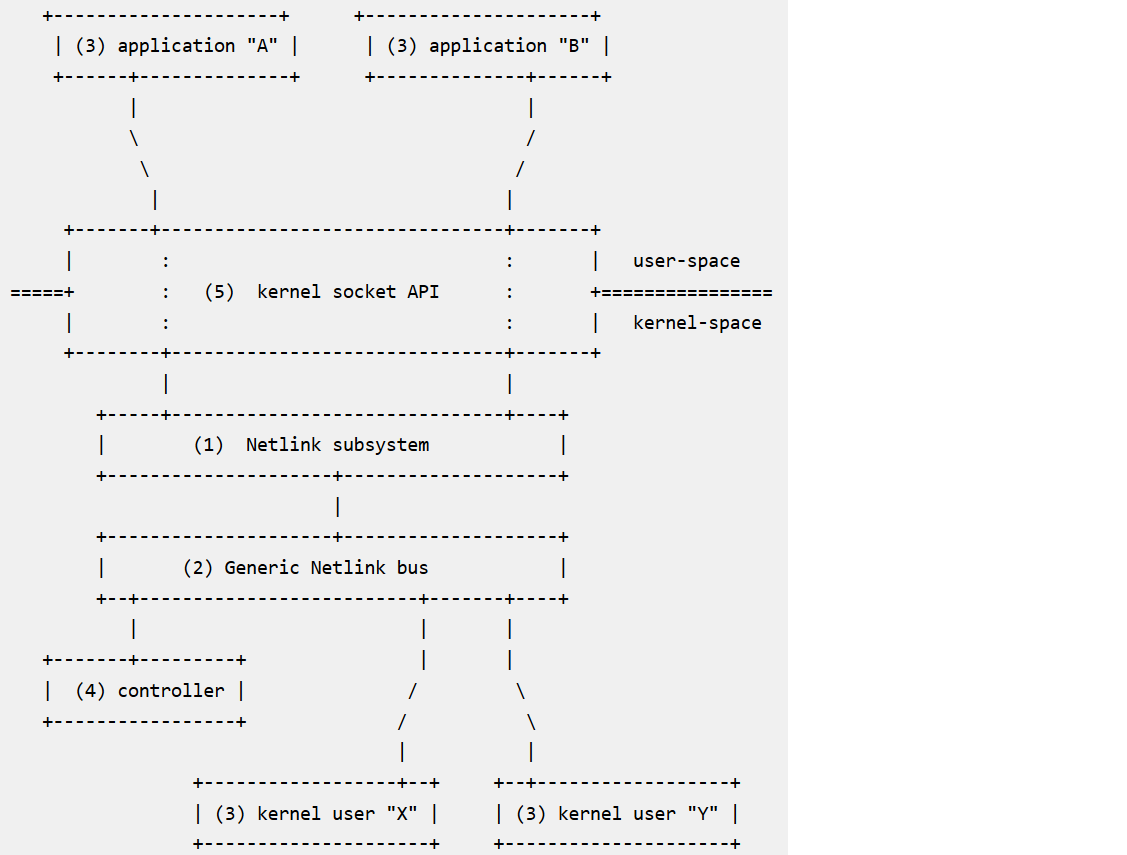 +---------------------+      +---------------------+
| (3) application "A" |      | (3) application "B" |
+------+--------------+      +--------------+------+
|                                    |
\                                    /
\                                  /
|                                |
+-------+--------------------------------+-------+
|        :                               :       |   user-space
=====+        :   (5)  kernel socket API      :       +================
|        :                               :       |   kernel-space
+--------+-------------------------------+-------+
|                               |
+-----+-------------------------------+----+
|        (1)  Netlink subsystem            |
+---------------------+--------------------+
|
+---------------------+--------------------+
|       (2) Generic Netlink bus            |
+--+--------------------------+-------+----+
|                          |       |
+-------+---------+                |       |
|  (4) controller |               /         \
+-----------------+              /           \
|           |
+------------------+--+     +--+------------------+
| (3) kernel user "X" |     | (3) kernel user "Y" |
+---------------------+     +---------------------+